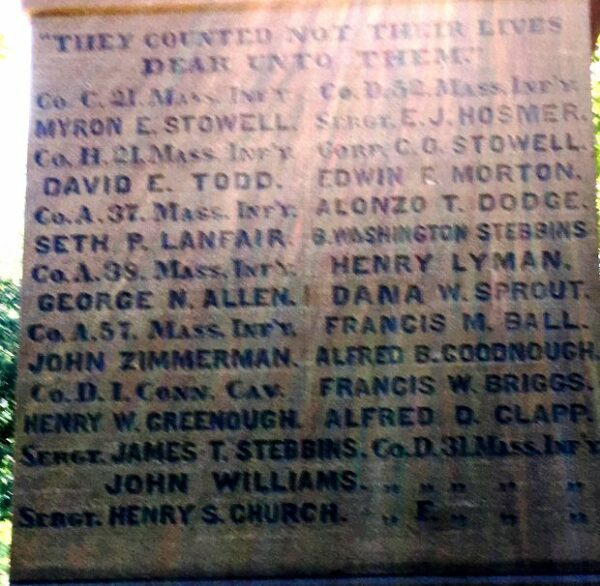 "THEY COUNTED NOT THEIR LIVES
DEAR UNTO THEM."
Co. C. 21. Mass. Inf'y.
MYRON E. STOWELL.
Co. H. 21. Mass. Inf'y.
DAVID E. TODD.
Co. A. 37. Mass. Inf'y.
SETH P. LANFAIR.
Co. A. 38. Mass. Inf'y.
GEORGE N. ALLEN.
Co. A. 57. Mass. Inf'y.
JOHN ZIMMERMAN.
Co. D. 1. Conn. Cav.
HENRY W. GREENOUGH.
Co. D. 52. Mass. Inf'y.
Sergt. E. J. HOSMER.
Corp. C. O. STOWELL.
EDWIN E. MORTON.
ALONZO T. DODGE.
G. WASHINGTON STEBBINS
HENRY LYMAN.
DANA W. SPROUT.
FRANCIS M. BALL.
ALFRED B. GOODNOUGH.
FRANCIS W. BRIGGS.
ALFRED D. CLAPP.
Sergt. JAMES T. STEBBINS. Co. D. 31. Mass. Inf'y
JOHN WILLIAMS. " " " " "
Sergt. HENRY S. CHURCH. " E. " " "